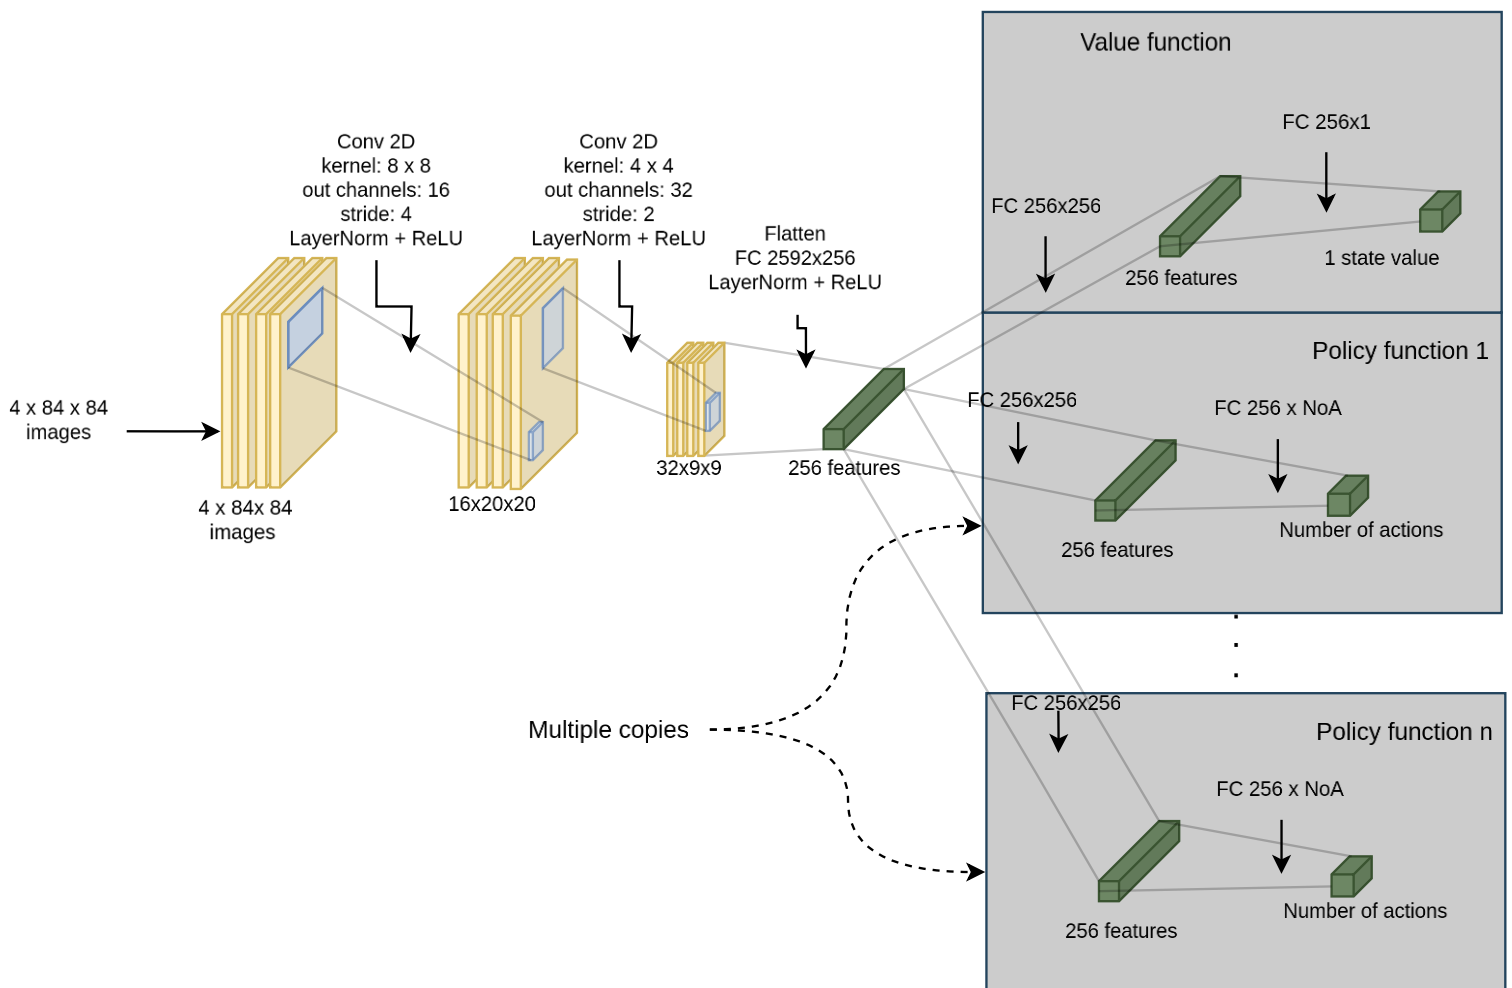 Value function
FC 256x1
Conv 2D
kernel: 8 x 8
out channels: 16
stride: 4
LayerNorm + ReLU
Conv 2D
kernel: 4 x 4
out channels: 32
stride: 2
LayerNorm + ReLU
Flatten
FC 2592x256
LayerNorm + ReLU
FC 256x256
256 features
1 state value
Policy function 1
4 x 84 x 84
images
FC 256x256
FC 256 x NoA
32x9x9
256 features
4 x 84x 84
images
16x20x20
Number of actions
256 features
.
.
.
FC 256x256
Multiple copies
Policy function n
FC 256 x NoA
Number of actions
256 features